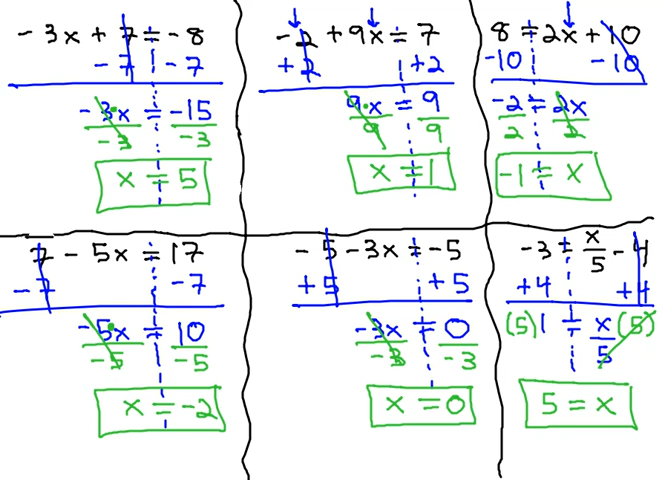 - 3x + 7 = -8
- 7 - 7
-3·x = -15
-3 -3
x = 5
-2 + 9x = 7
+2 +2
9·x = 9
9 9
x = 1
8 = 2x + 10
-10 -10
-2 = 2x
2 2
-1 = x
7 - 5x = 17
-7 -7
-5·x = 10
-5 -5
x = -2
- 5 - 3x = -5
+5 +5
-3x = 0
-3 -3
x = 0
-3 = x/5 - 4
+4 +4
(5) 1 = x/5 (5)
5 = x